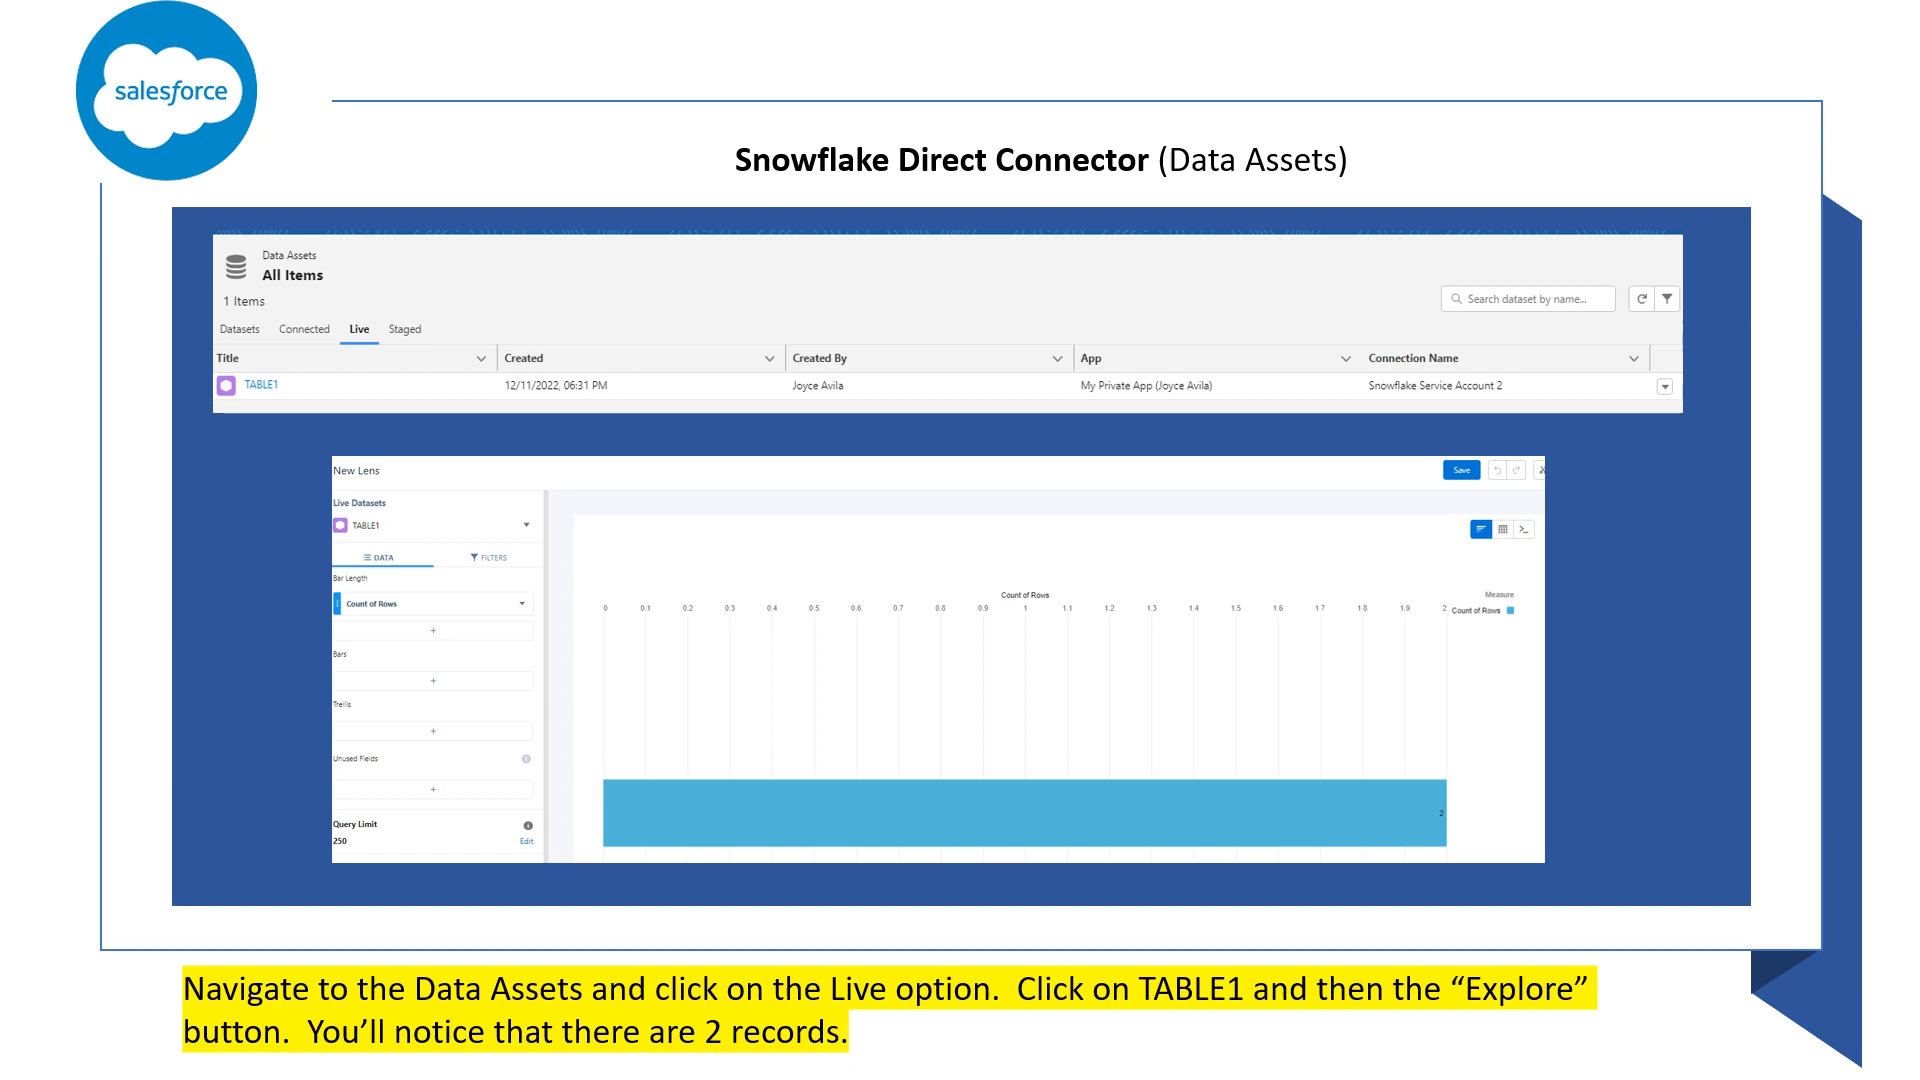 salesforce
Snowflake Direct Connector (Data Assets)
Data Assets
All Items
1 Items
Search dataset by name...
Datasets Connected Live Staged
Title Created Created By App Connection Name
TABLE1 12/11/2022, 06:31 PM Joyce Avila My Private App (Joyce Avila) Snowflake Service Account 2
New Lens
Save
Live Datasets
TABLE1
DATA FILTERS
Bar Length
Count of Rows
+
Bars
+
Trellis
+
Unused Fields
+
Query Limit
250 Edit
Count of Rows
0 0.1 0.2 0.3 0.4 0.5 0.6 0.7 0.8 0.9 1 1.1 1.2 1.3 1.4 1.5 1.6 1.7 1.8 1.9 2
Measure
Count of Rows
2
Navigate to the Data Assets and click on the Live option.  Click on TABLE1 and then the “Explore”
button.  You’ll notice that there are 2 records.